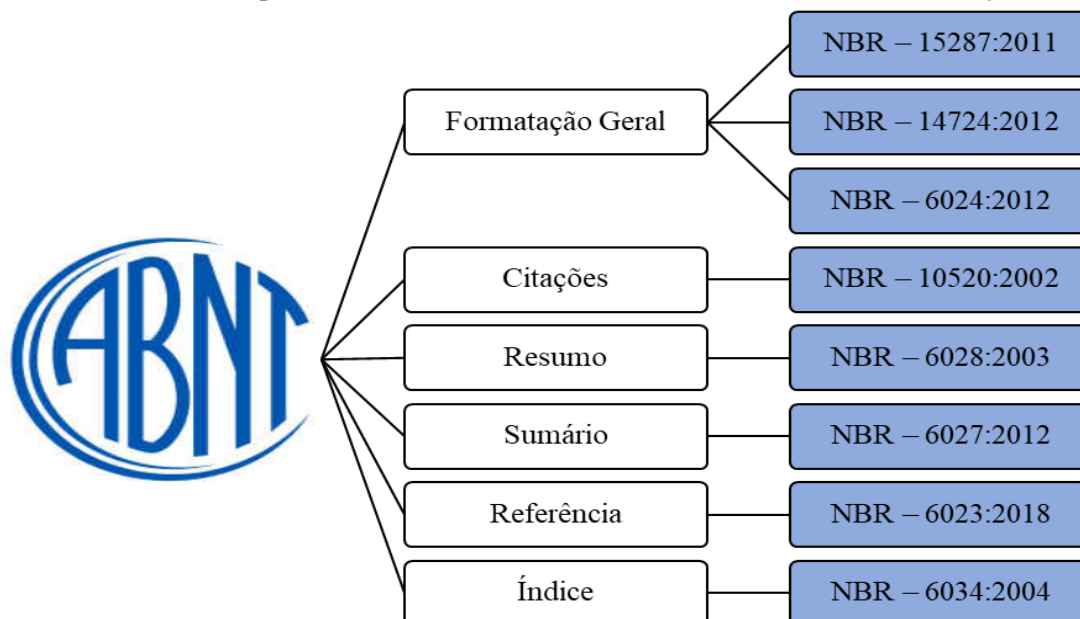 Formatação Geral
NBR – 15287:2011
NBR – 14724:2012
NBR – 6024:2012
ABNT
Citações
NBR – 10520:2002
Resumo
NBR – 6028:2003
Sumário
NBR – 6027:2012
Referência
NBR – 6023:2018
Índice
NBR – 6034:2004